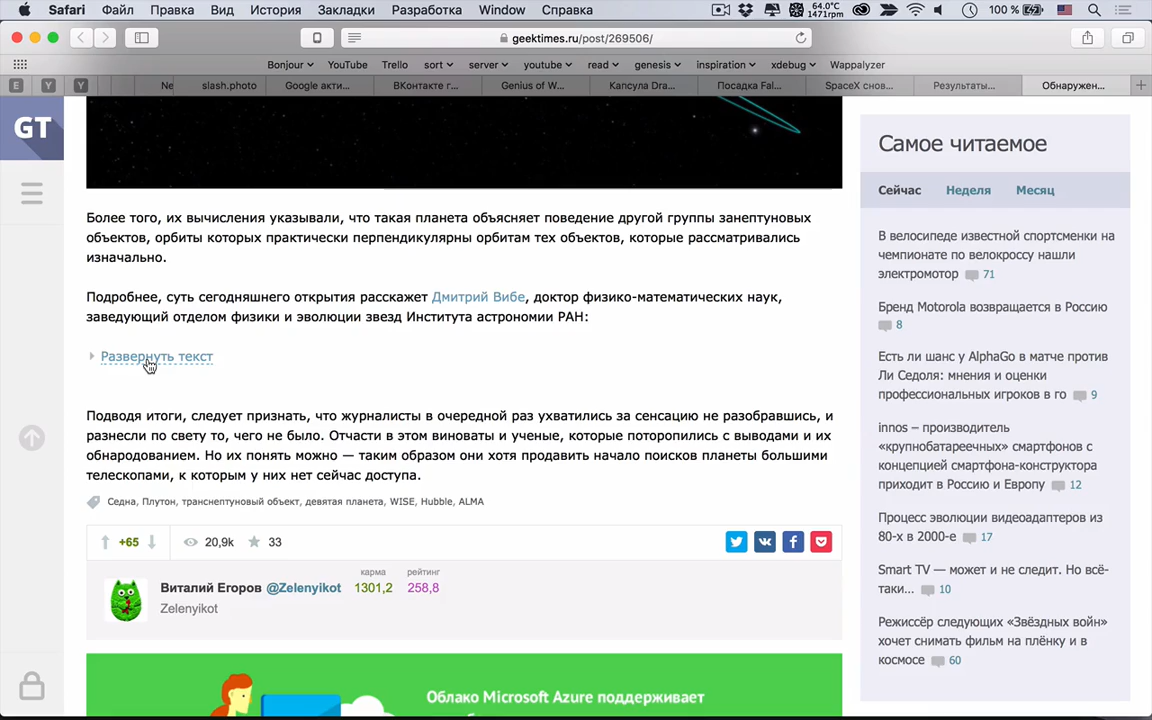 Safari Файл Правка Вид История Закладки Разработка Window Справка 64.0°C 1471rpm 100 %
geektimes.ru/post/269506/
Bonjour YouTube Trello sort server youtube read genesis inspiration xdebug Wappalyzer
E Y Y Ne slash.photo Google акти... ВКонтакте г... Genius of W... Капсула Dra... Посадка Fal... SpaceX снов... Результаты... Обнаружен...
GT
Более того, их вычисления указывали, что такая планета объясняет поведение другой группы занептуновых
объектов, орбиты которых практически перпендикулярны орбитам тех объектов, которые рассматривались
изначально.
Подробнее, суть сегодняшнего открытия расскажет Дмитрий Вибе, доктор физико-математических наук,
заведующий отделом физики и эволюции звезд Института астрономии РАН:
Развернуть текст
Подводя итоги, следует признать, что журналисты в очередной раз ухватились за сенсацию не разобравшись, и
разнесли по свету то, чего не было. Отчасти в этом виноваты и ученые, которые поторопились с выводами и их
обнародованием. Но их понять можно — таким образом они хотя продавить начало поисков планеты большими
телескопами, к которым у них нет сейчас доступа.
Седна, Плутон, транснептуновый объект, девятая планета, WISE, Hubble, ALMA
+65 20,9k 33
карма рейтинг
Виталий Егоров @Zelenyikot 1301,2 258,8
Zelenyikot
Облако Microsoft Azure поддерживает
Самое читаемое
Сейчас Неделя Месяц
В велосипеде известной спортсменки на
чемпионате по велокроссу нашли
электромотор 71
Бренд Motorola возвращается в Россию
8
Есть ли шанс у AlphaGo в матче против
Ли Седоля: мнения и оценки
профессиональных игроков в го 9
innos – производитель
«крупнобатареечных» смартфонов с
концепцией смартфона-конструктора
приходит в Россию и Европу 12
Процесс эволюции видеоадаптеров из
80-х в 2000-е 17
Smart TV — может и не следит. Но всё-
таки... 10
Режиссёр следующих «Звёздных войн»
хочет снимать фильм на плёнку и в
космосе 60